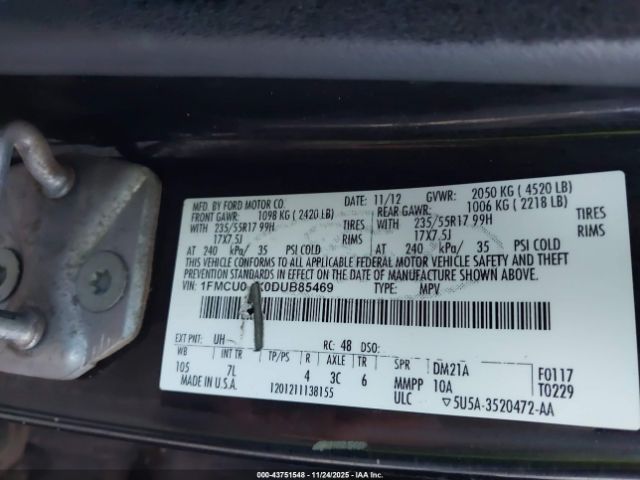 MFD. BY FORD MOTOR CO. DATE: 11/12 GVWR: 2050 KG ( 4520 LB)
FRONT GAWR: 1098 KG ( 2420 LB) REAR GAWR: 1006 KG ( 2218 LB)
WITH 235/55R17 99H TIRES WITH 235/55R17 99H TIRES
17X7.5J RIMS 17X7.5J RIMS
AT 240 kPa/ 35 PSI COLD AT 240 kPa/ 35 PSI COLD
THIS VEHICLE CONFORMS TO ALL APPLICABLE FEDERAL MOTOR VEHICLE SAFETY AND THEFT
PREVENTION STANDARDS IN EFFECT ON THE DATE OF MANUFACTURE SHOWN ABOVE.
VIN: 1FMCU0 0DUB85469 TYPE: MPV
EXT PNT: UH RC: 48 DSO:
WB INT TR TP/PS R AXLE TR SPR DM21A F0117
105 7L 4 3C 6 MMPP 10A T0229
MADE IN U.S.A. 1201211138155 ULC ▽5U5A-3520472-AA
000-43751548 - 11/24/2025 - IAAI, Inc.